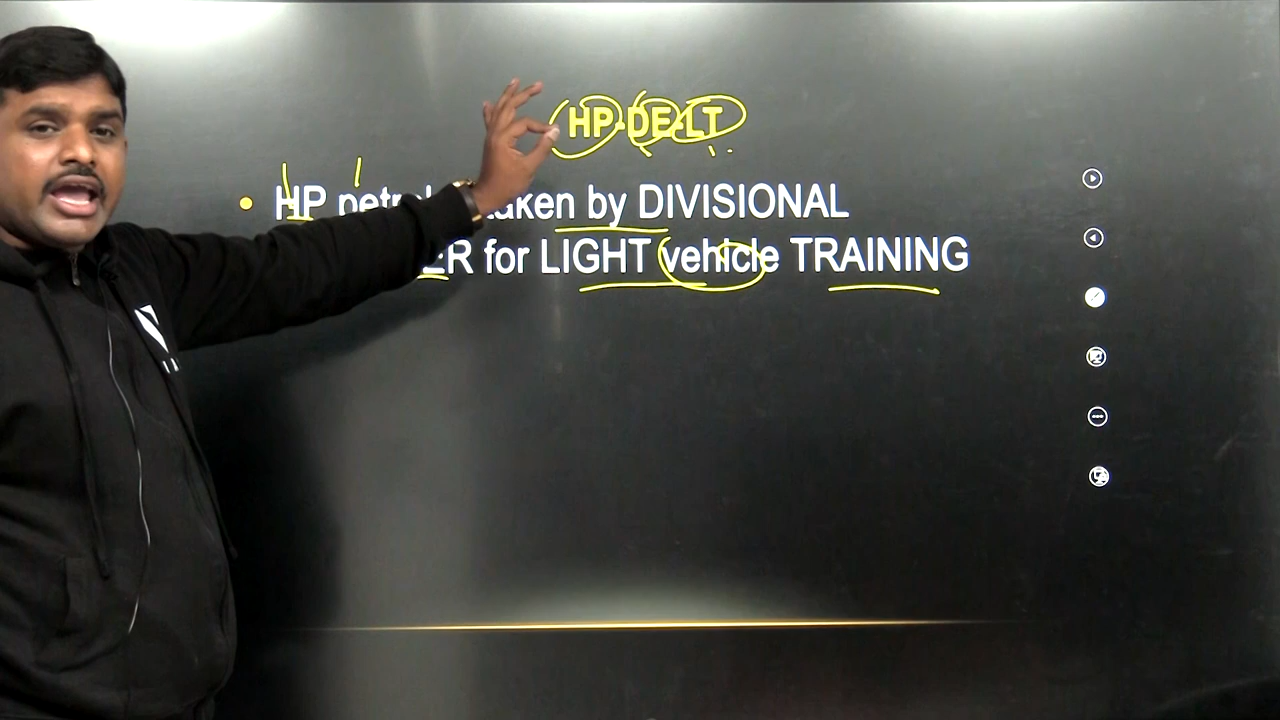 HP-DE-LT
HP petrol taken by DIVISIONAL
ER for LIGHT vehicle TRAINING